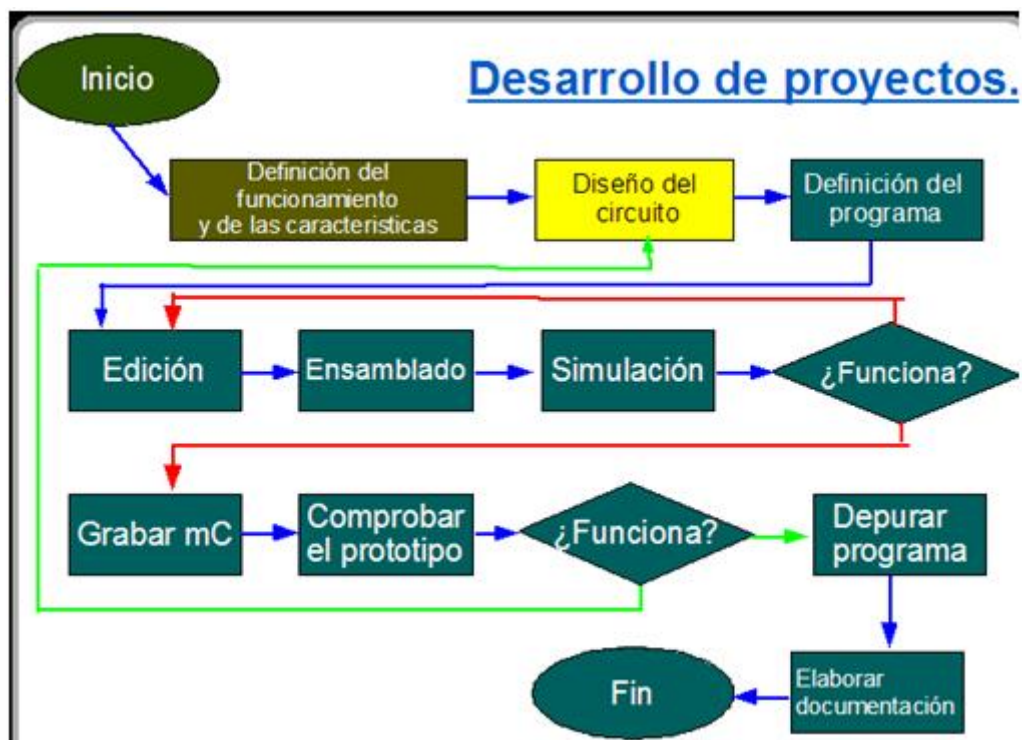 Inicio
Desarrollo de proyectos.
Definición del
funcionamiento
y de las caracteristicas
Diseño del
circuito
Definición del
programa
Edición
Ensamblado
Simulación
¿Funciona?
Grabar mC
Comprobar
el prototipo
¿Funciona?
Depurar
programa
Fin
Elaborar
documentación